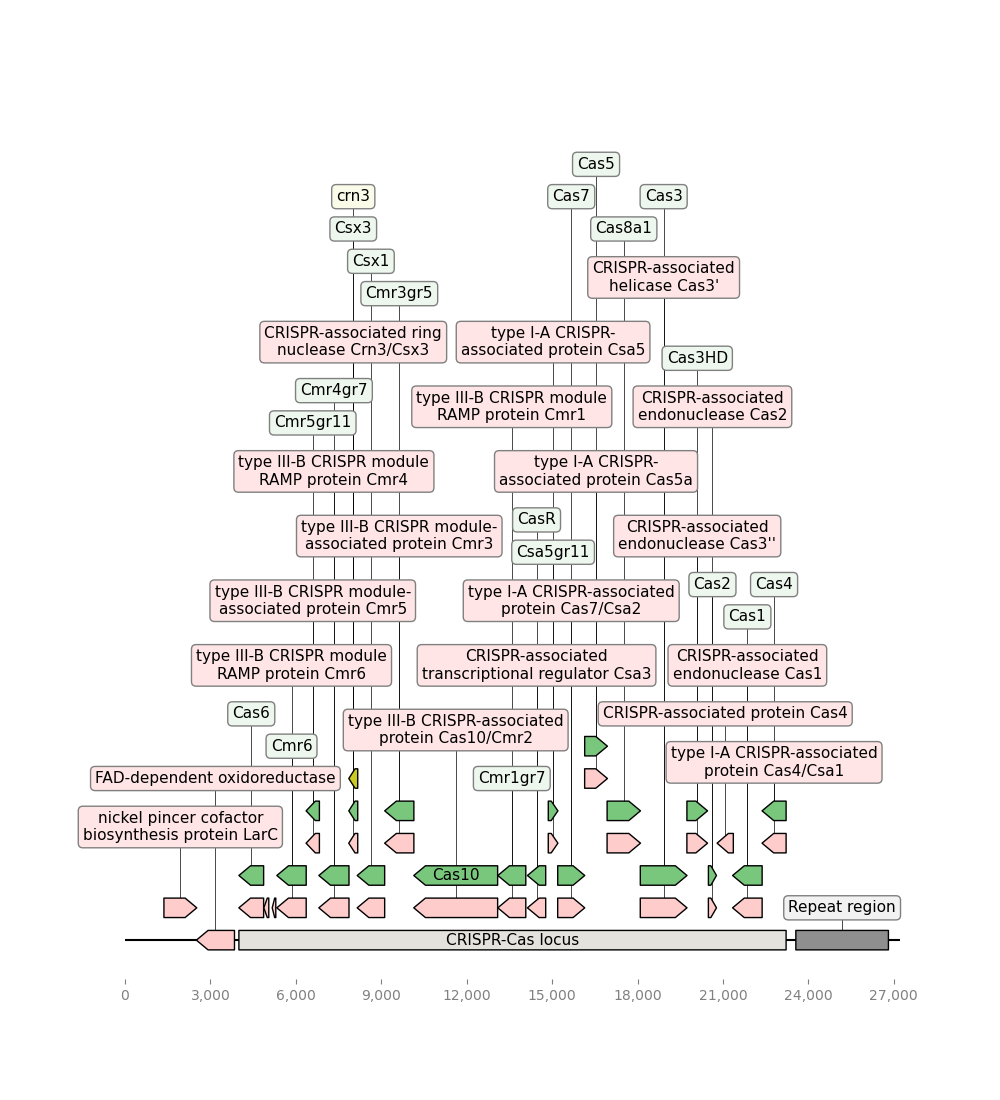 Cas5
crn3
Cas7
Cas3
Csx3
Cas8a1
Csx1
CRISPR-associated
helicase Cas3'
Cmr3gr5
CRISPR-associated ring
nuclease Crn3/Csx3
type I-A CRISPR-
associated protein Csa5
Cas3HD
Cmr4gr7
type III-B CRISPR module
RAMP protein Cmr1
CRISPR-associated
endonuclease Cas2
Cmr5gr11
type III-B CRISPR module
RAMP protein Cmr4
type I-A CRISPR-
associated protein Cas5a
CasR
type III-B CRISPR module-
associated protein Cmr3
CRISPR-associated
endonuclease Cas3''
Csa5gr11
Cas2
Cas4
type III-B CRISPR module-
associated protein Cmr5
type I-A CRISPR-associated
protein Cas7/Csa2
Cas1
type III-B CRISPR module
RAMP protein Cmr6
CRISPR-associated
transcriptional regulator Csa3
CRISPR-associated
endonuclease Cas1
Cas6
CRISPR-associated protein Cas4
type III-B CRISPR-associated
protein Cas10/Cmr2
Cmr6
type I-A CRISPR-associated
protein Cas4/Csa1
FAD-dependent oxidoreductase
Cmr1gr7
nickel pincer cofactor
biosynthesis protein LarC
Cas10
Repeat region
CRISPR-Cas locus
0
3,000
6,000
9,000
12,000
15,000
18,000
21,000
24,000
27,000